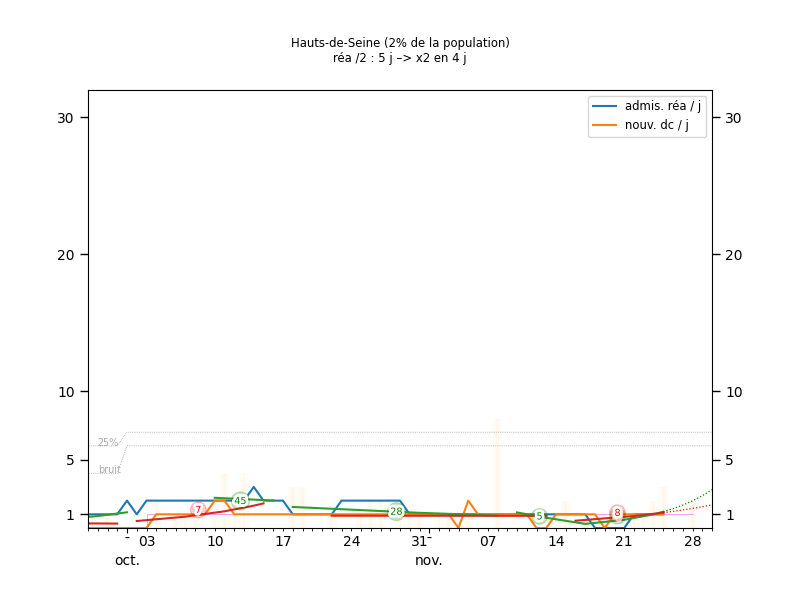 Hauts-de-Seine (2% de la population)
réa /2 : 5 j –> x2 en 4 j
admis. réa / j
nouv. dc / j
30 30
20 20
10 10
25%
5 5
bruit
45
7
28
5
8
1 1
- 03 10 17 24 31 - 07 14 21 28
oct. nov.